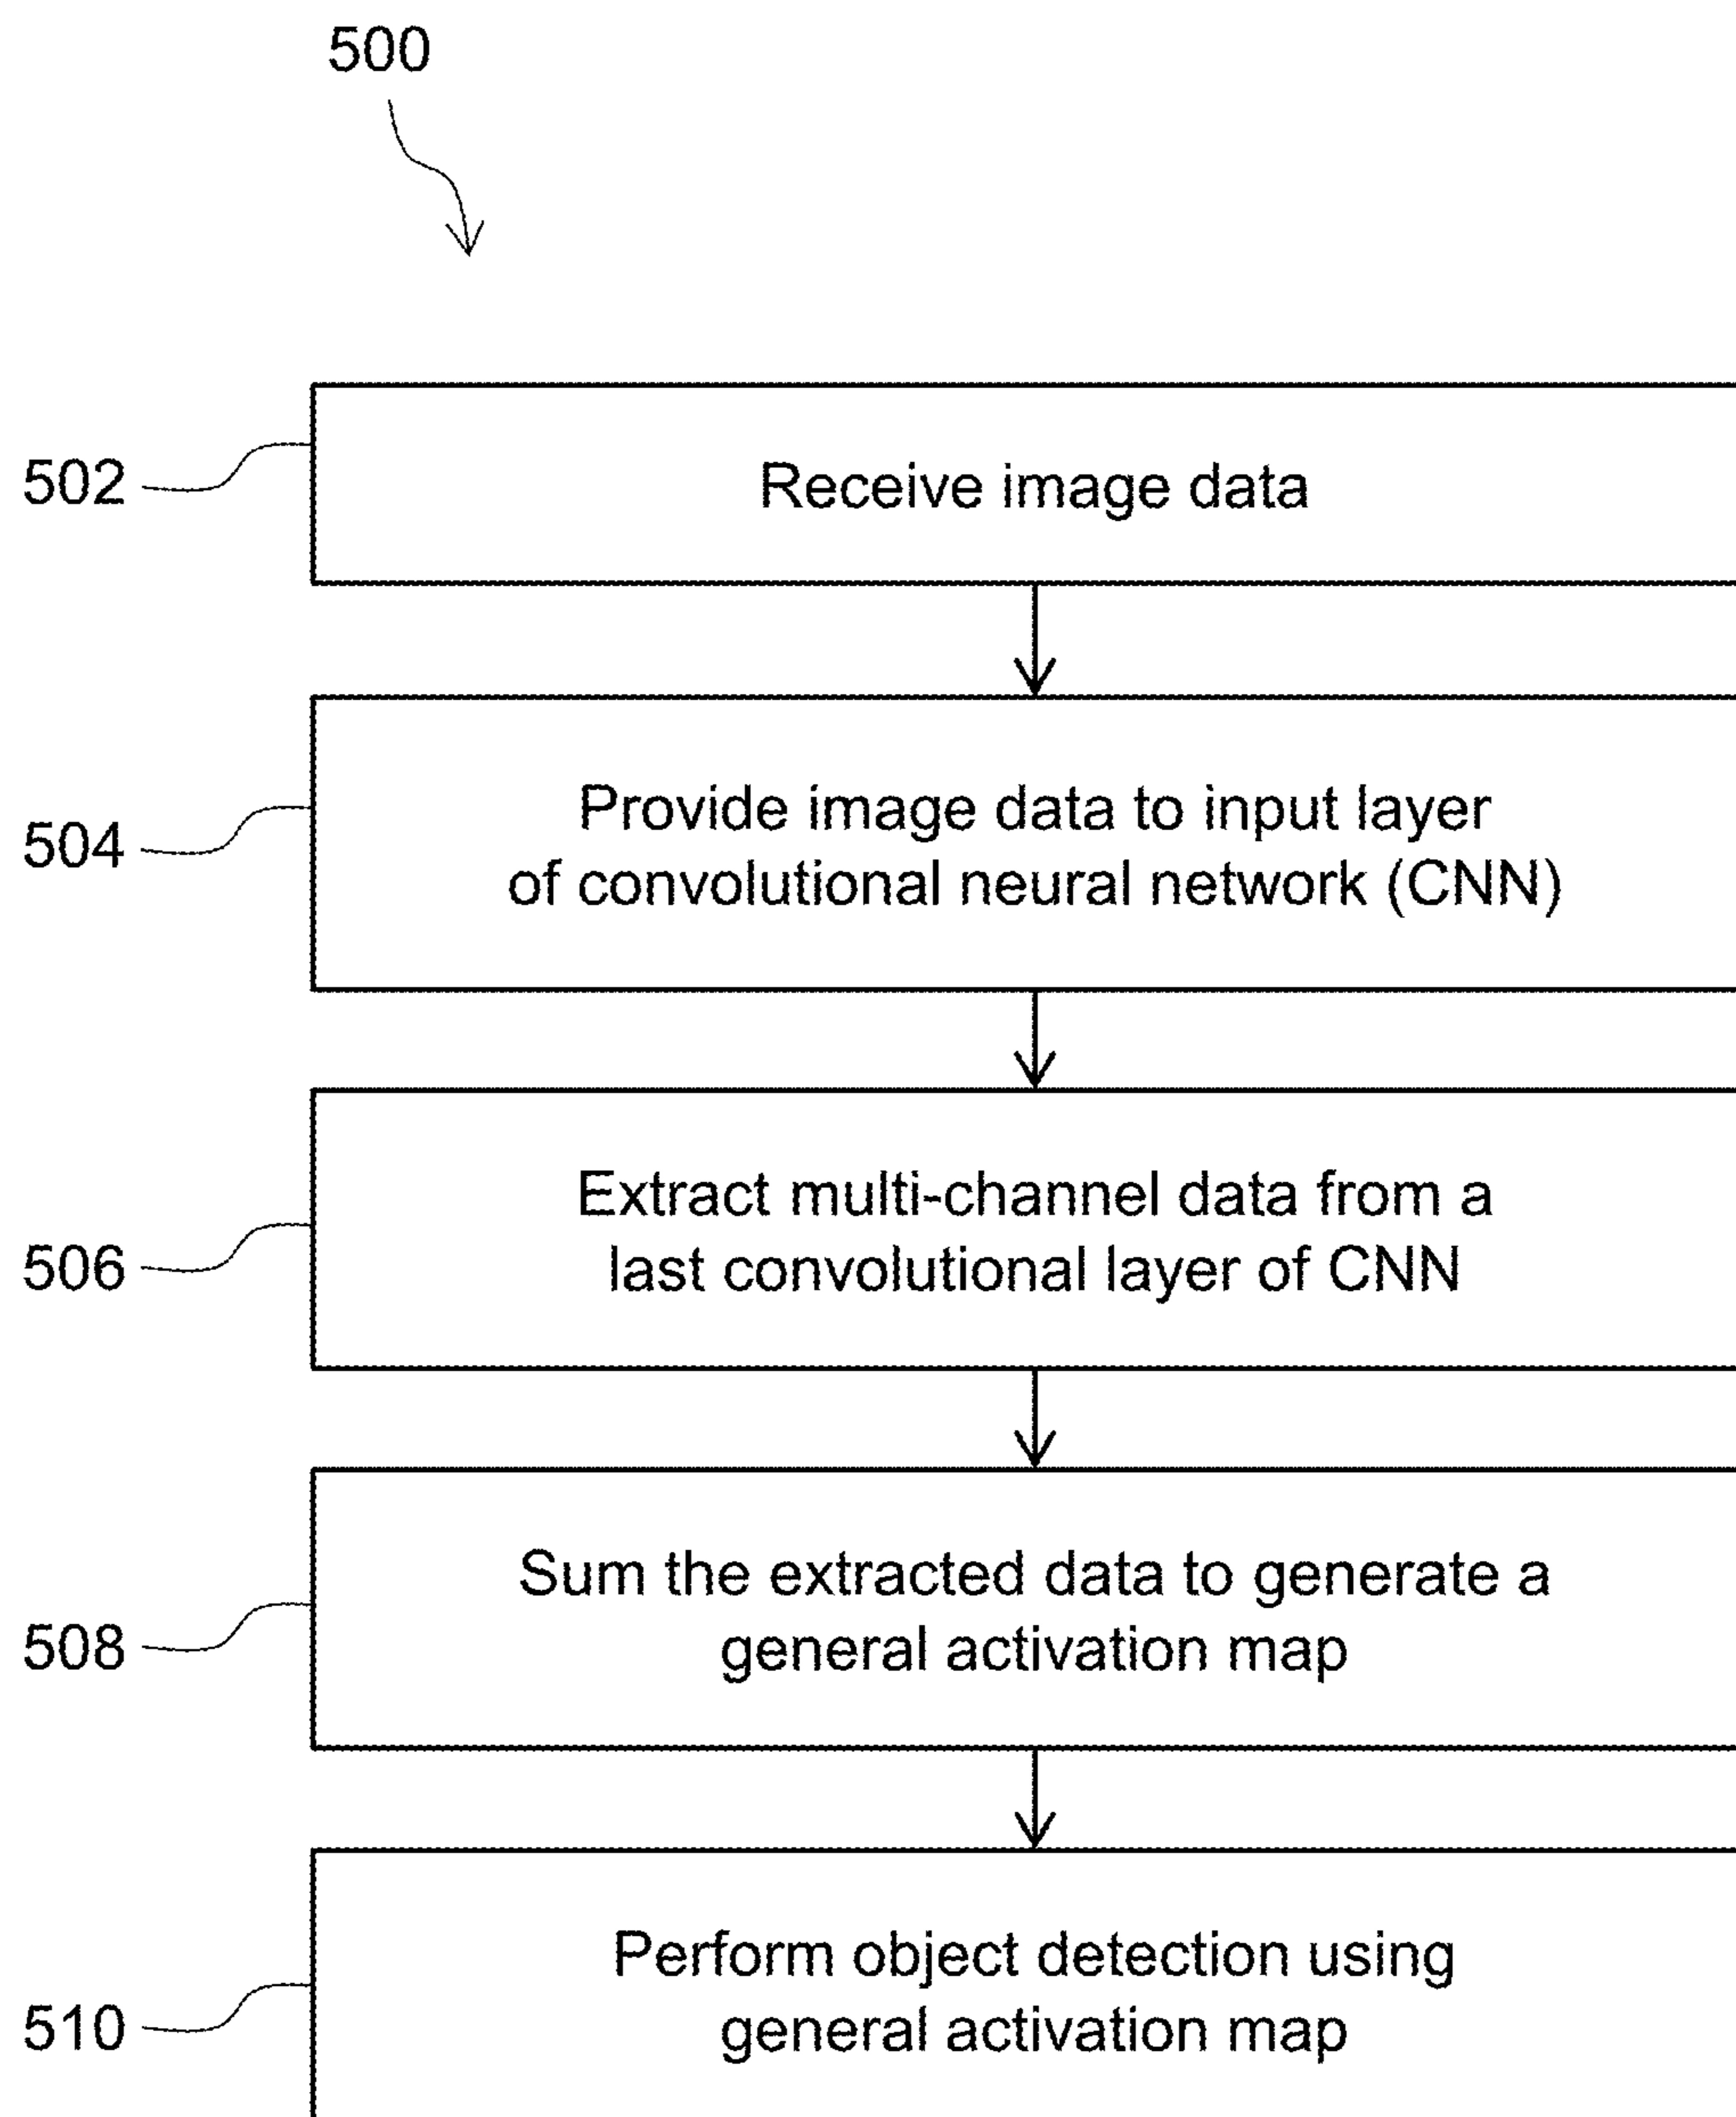 500
502
Receive image data
504
Provide image data to input layer
of convolutional neural network (CNN)
506
Extract multi-channel data from a
last convolutional layer of CNN
508
Sum the extracted data to generate a
general activation map
510
Perform object detection using
general activation map